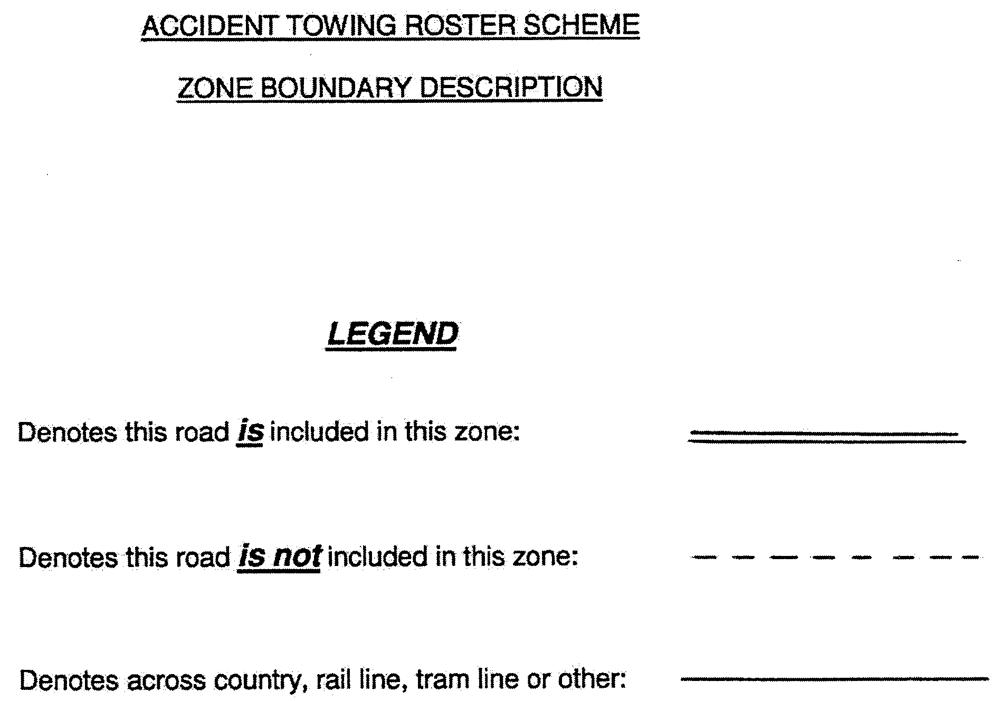 ACCIDENT TOWING ROSTER SCHEME
ZONE BOUNDARY DESCRIPTION
LEGEND
Denotes this road is included in this zone:
Denotes this road is not included in this zone:
Denotes across country, rail line, tram line or other: